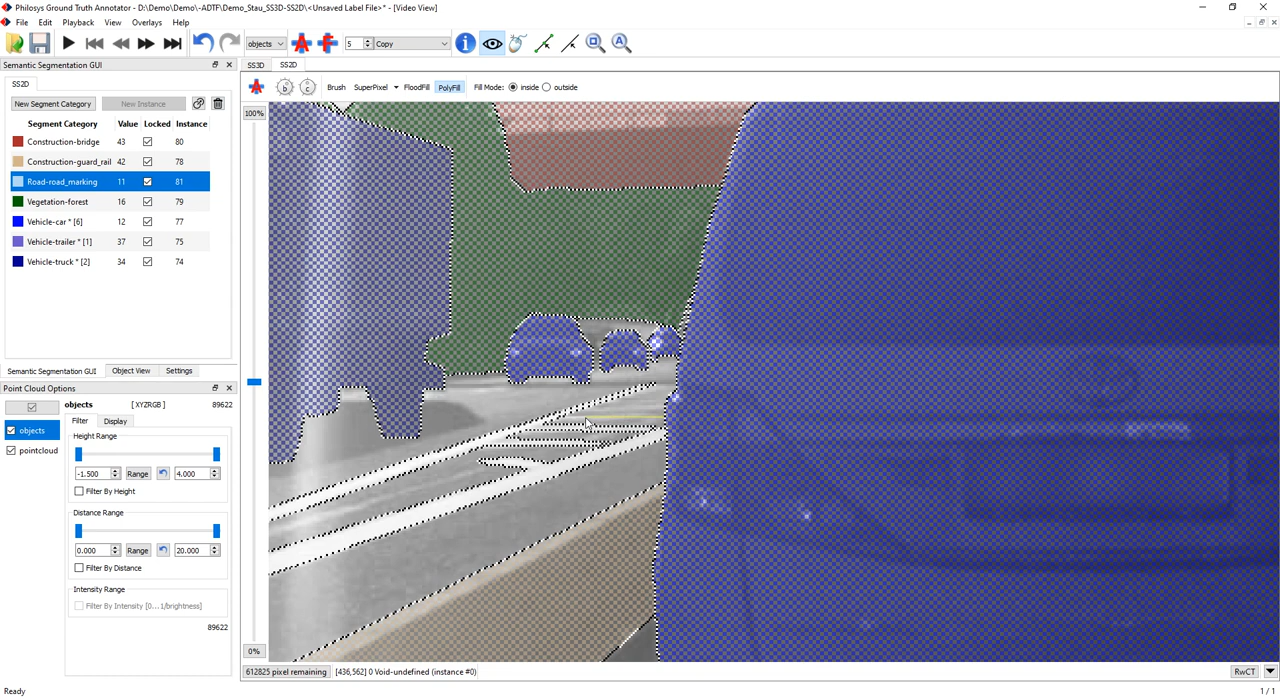 Philosys Ground Truth Annotator - D:\Demo\Demo\~ADTF\Demo_Stau_SS3D-SS2D\<Unsaved Label File>* - [Video View]
File Edit Playback View Overlays Help
objects 5 Copy
Semantic Segmentation GUI
SS2D
New Segment Category New Instance
Segment Category Value Locked Instance
Construction-bridge 43 80
Construction-guard_rail 42 78
Road-road_marking 11 81
Vegetation-forest 16 79
Vehicle-car * [6] 12 77
Vehicle-trailer * [1] 37 75
Vehicle-truck * [2] 34 74
Semantic Segmentation GUI Object View Settings
Point Cloud Options
objects [ XYZRGB ] 89622
objects
pointcloud
Filter Display
Height Range
-1.500 Range 4.000
Filter By Height
Distance Range
0.000 Range 20.000
Filter By Distance
Intensity Range
Filter By Intensity [0...1/brightness]
89622
SS3D SS2D
b c Brush SuperPixel FloodFill PolyFill Fill Mode: inside outside
100%
0%
612825 pixel remaining [436,562] 0 Void-undefined (instance #0) RwCT
Ready 1 / 1